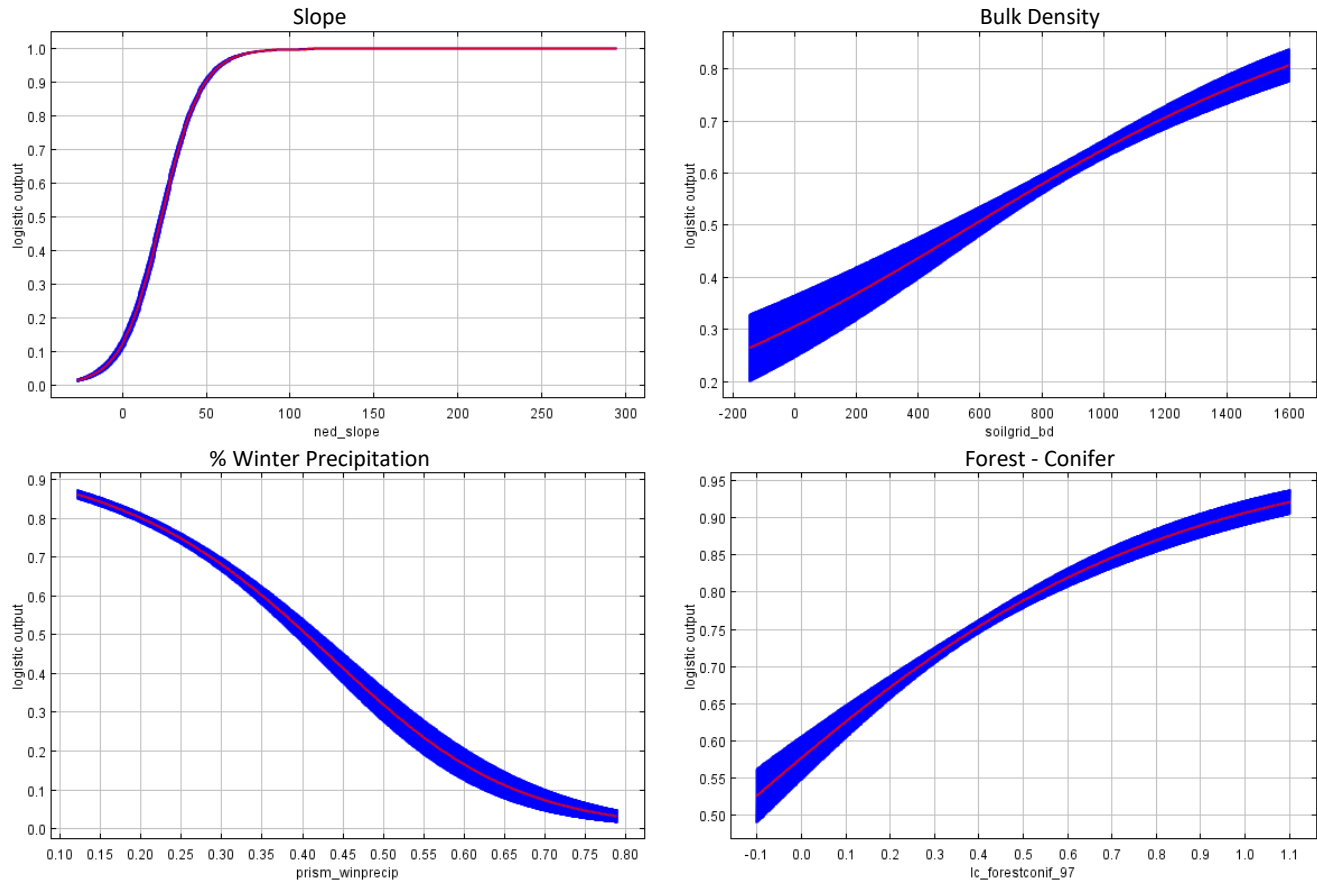 Slope
1.0
0.9
0.8
0.7
0.6
0.5
0.4
0.3
0.2
0.1
0.0
logistic output
0 50 100 150 200 250 300
ned_slope
Bulk Density
0.8
0.7
0.6
0.5
0.4
0.3
0.2
logistic output
-200 0 200 400 600 800 1000 1200 1400 1600
soilgrid_bd
% Winter Precipitation
0.9
0.8
0.7
0.6
0.5
0.4
0.3
0.2
0.1
0.0
logistic output
0.10 0.15 0.20 0.25 0.30 0.35 0.40 0.45 0.50 0.55 0.60 0.65 0.70 0.75 0.80
prism_winprecip
Forest - Conifer
0.95
0.90
0.85
0.80
0.75
0.70
0.65
0.60
0.55
0.50
logistic output
-0.1 0.0 0.1 0.2 0.3 0.4 0.5 0.6 0.7 0.8 0.9 1.0 1.1
lc_forestconif_97